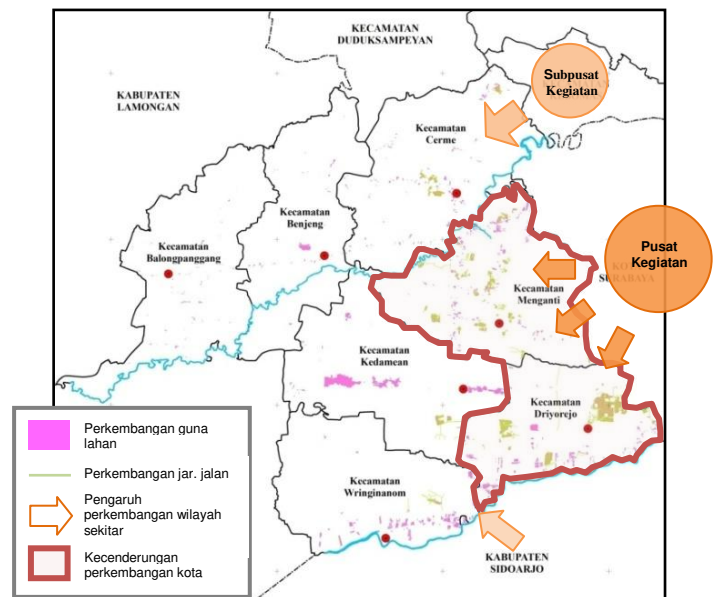 KECAMATAN
DUDUKSAMPEYAN
Subpusat
Kegiatan
KABUPATEN
LAMONGAN
Kecamatan
Cerme
Kecamatan
Benjeng
Kecamatan
Balongpanggang
Pusat
Kegiatan
SURABAYA
Kecamatan
Menganti
Kecamatan
Kedamean
Kecamatan
Driyorejo
Kecamatan
Wringinanom
KABUPATEN
SIDOARJO
Perkembangan guna
lahan
Perkembangan jar. jalan
Pengaruh
perkembangan wilayah
sekitar
Kecenderungan
perkembangan kota